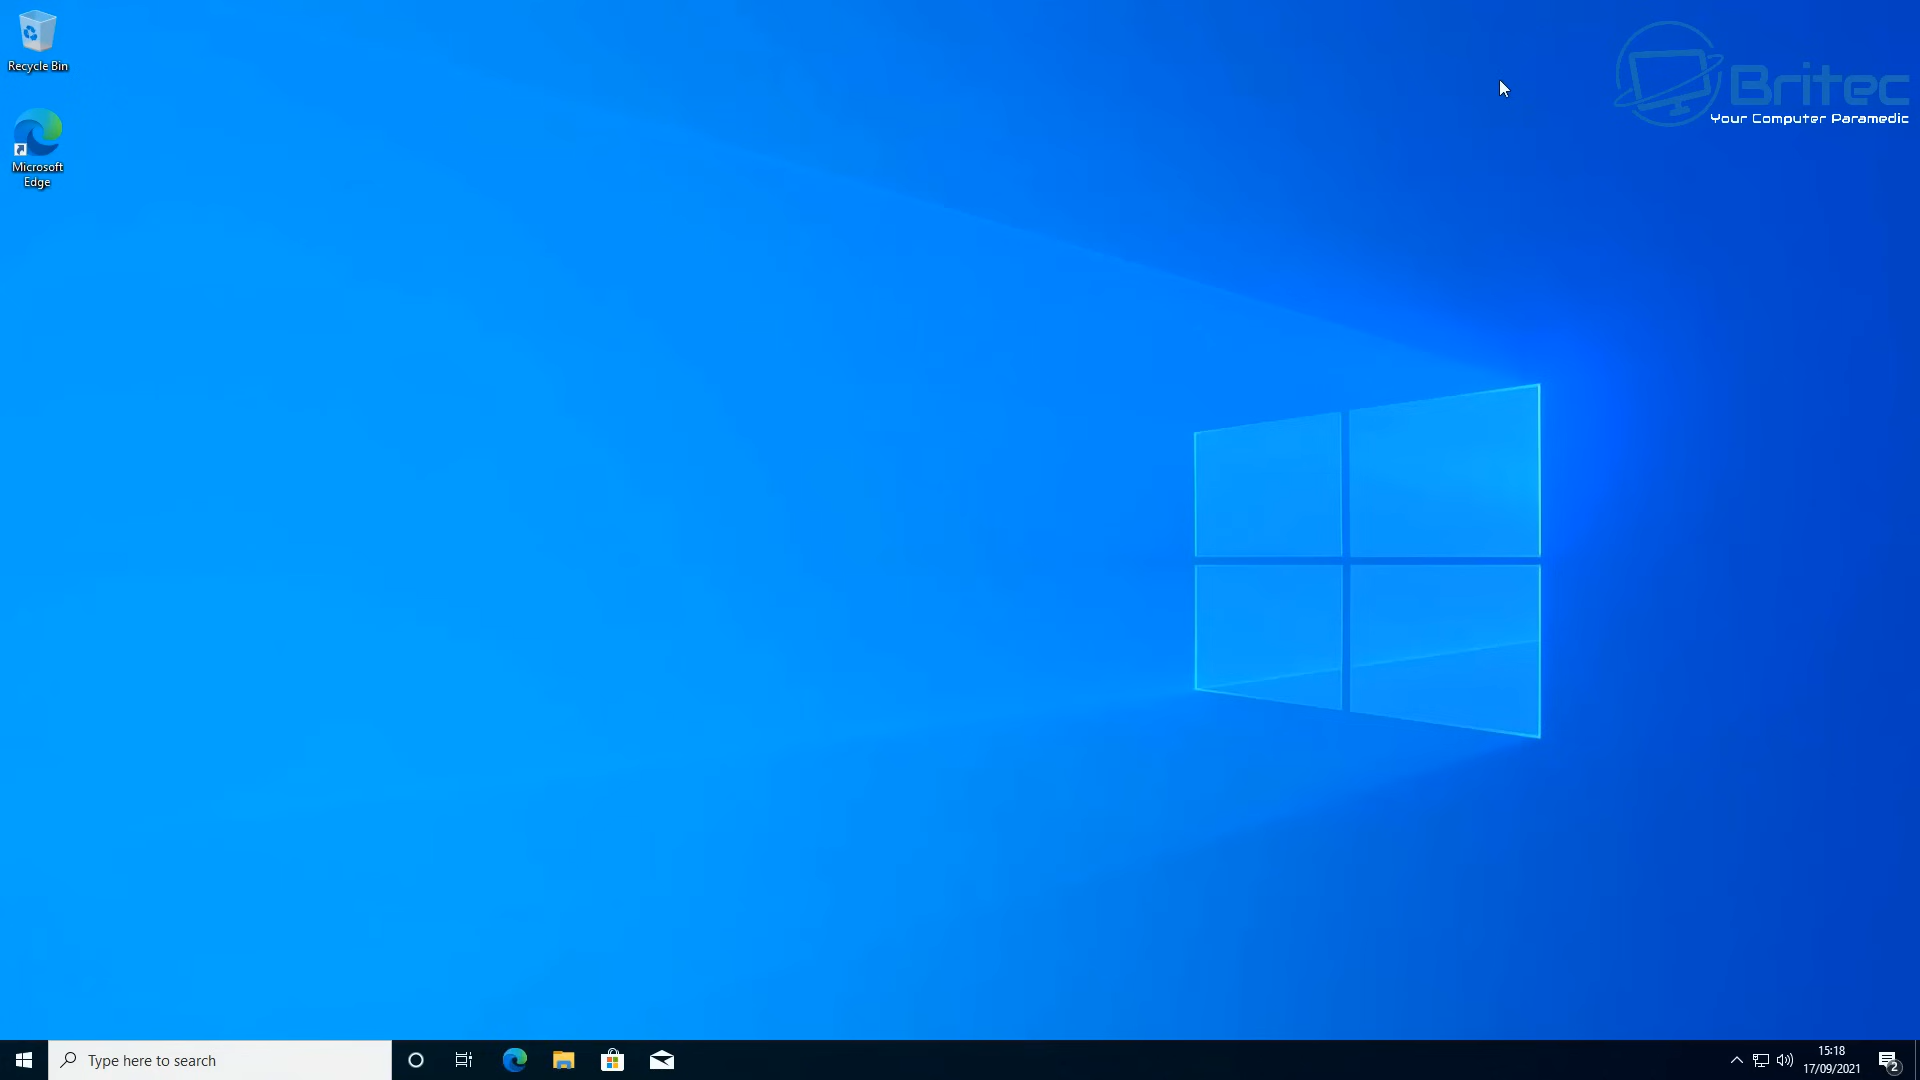 Recycle Bin
Britec
Your Computer Paramedic
Microsoft
Edge
Type here to search
15:18
17/09/2021
2